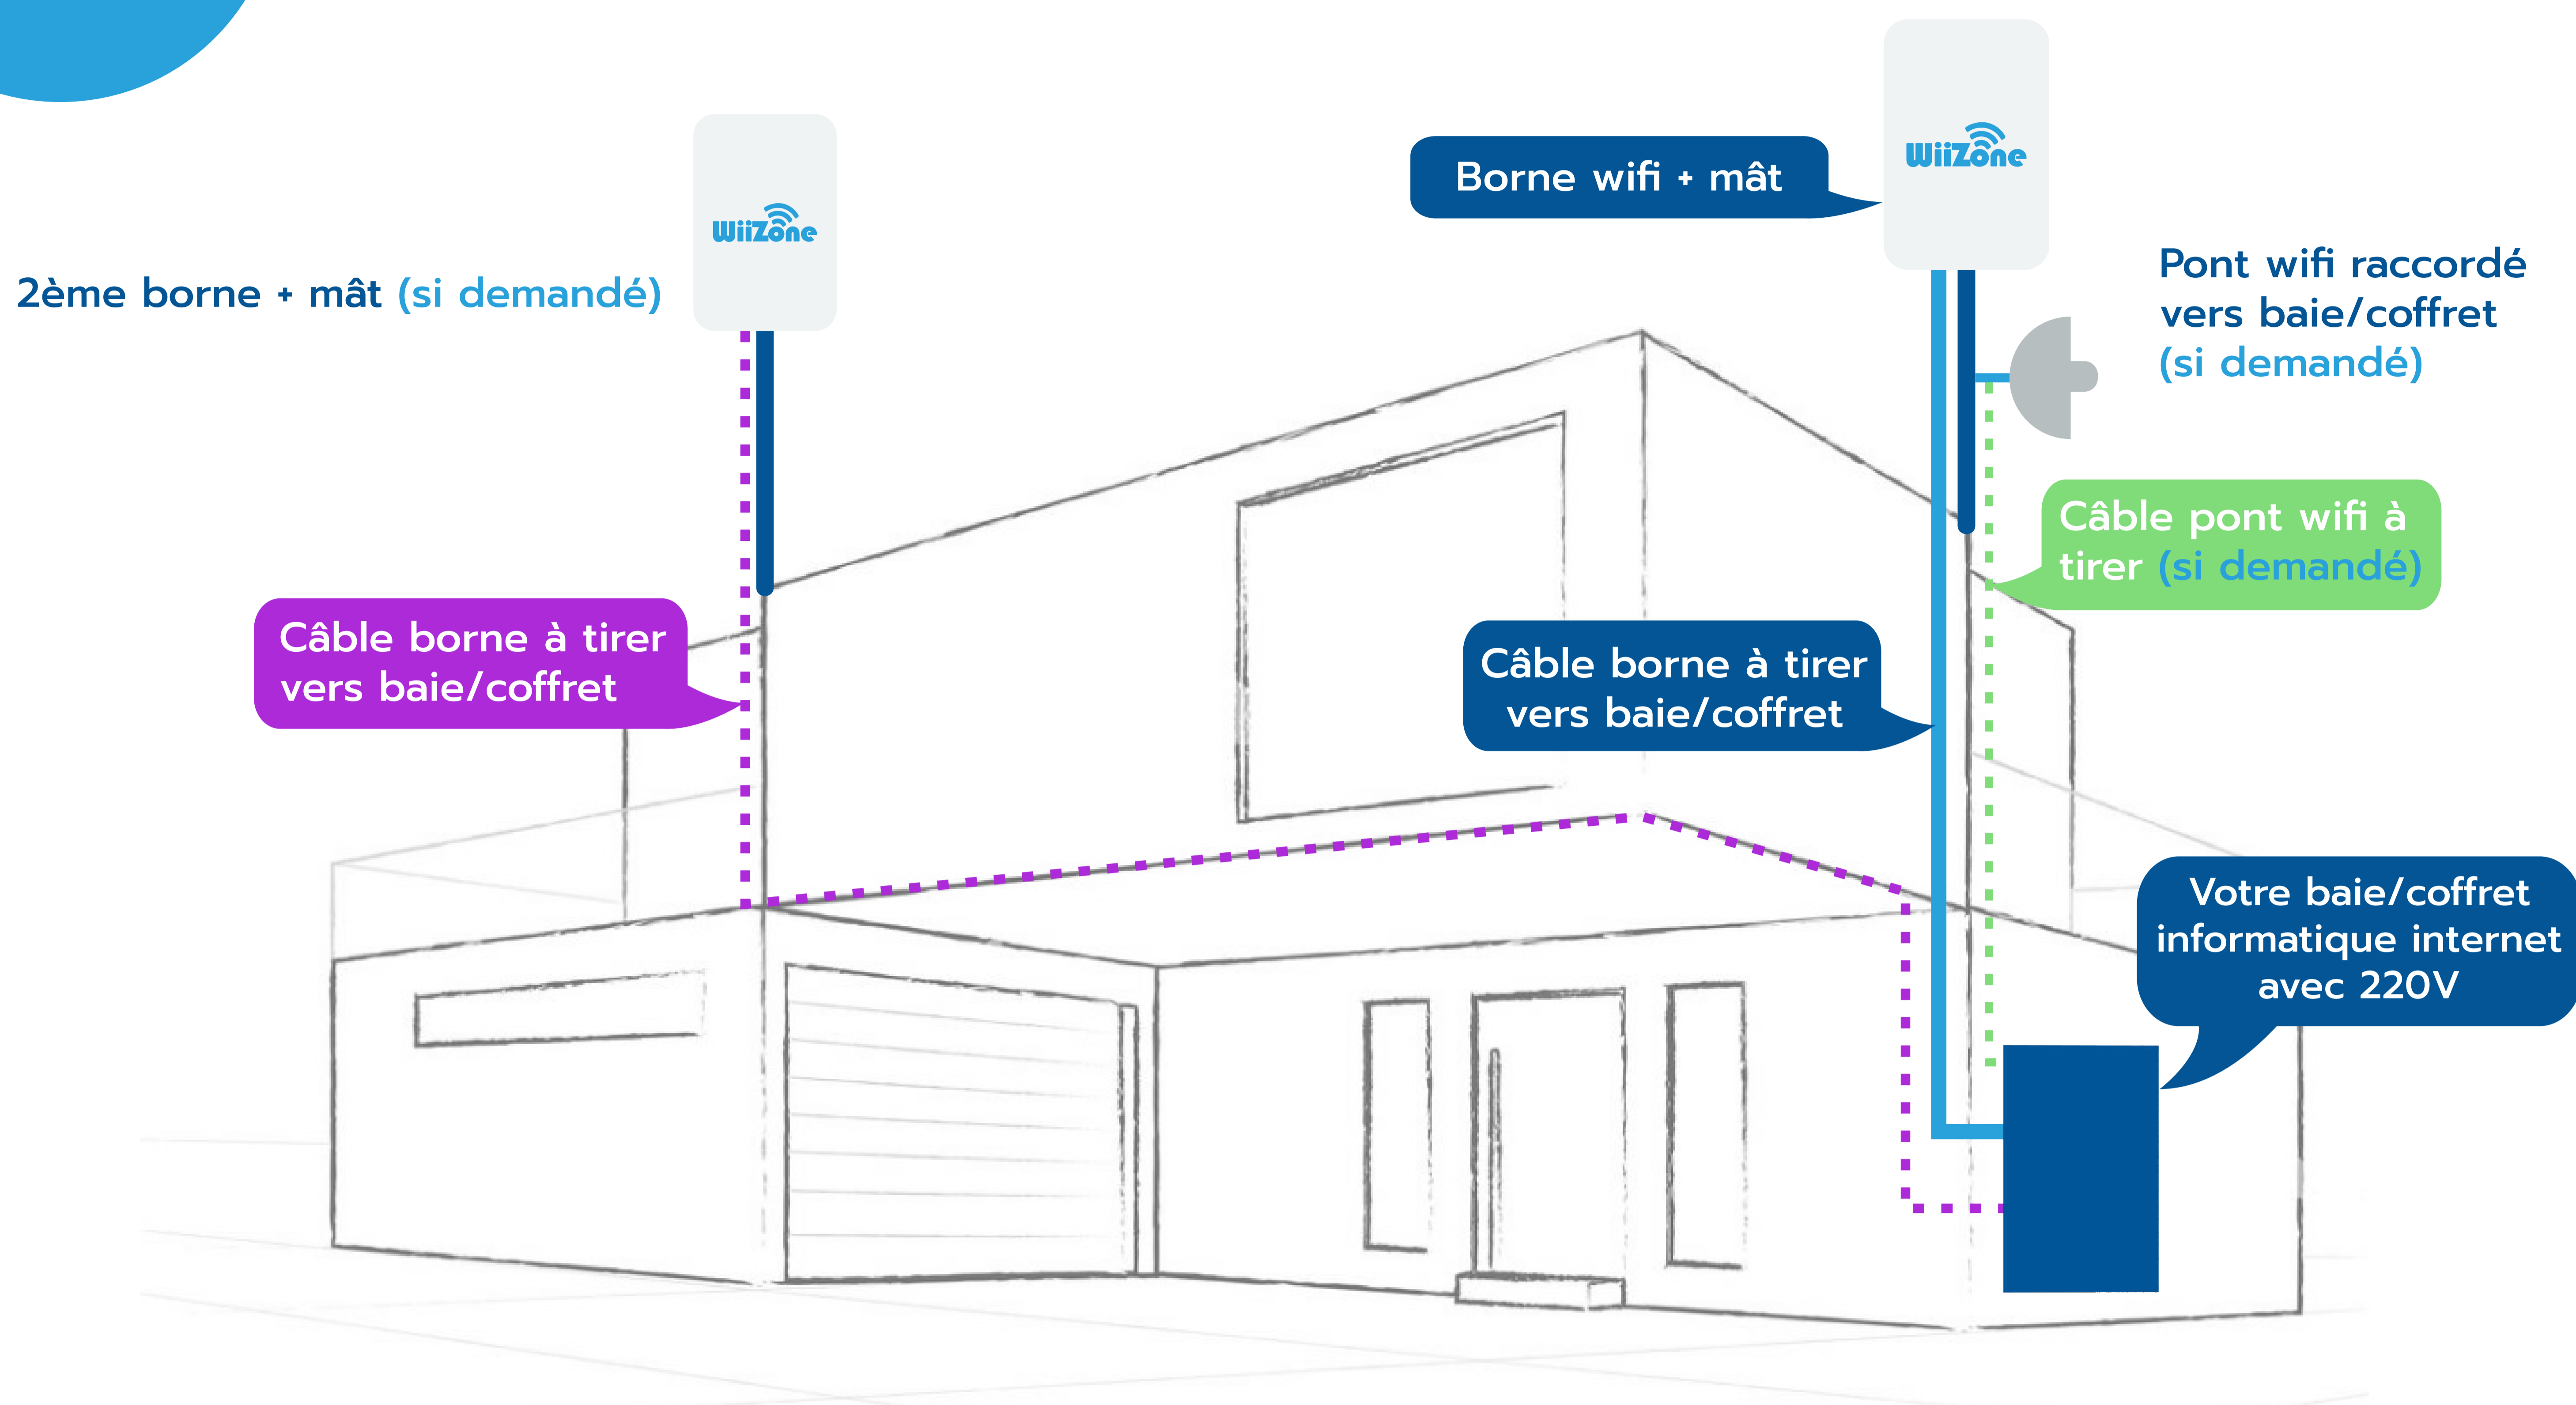 WiiZone
Borne wifi + mât
WiiZone
2ème borne + mât (si demandé)
Pont wifi raccordé
vers baie/coffret
(si demandé)
Câble pont wifi à
tirer (si demandé)
Câble borne à tirer
vers baie/coffret
Câble borne à tirer
vers baie/coffret
Votre baie/coffret
informatique internet
avec 220V